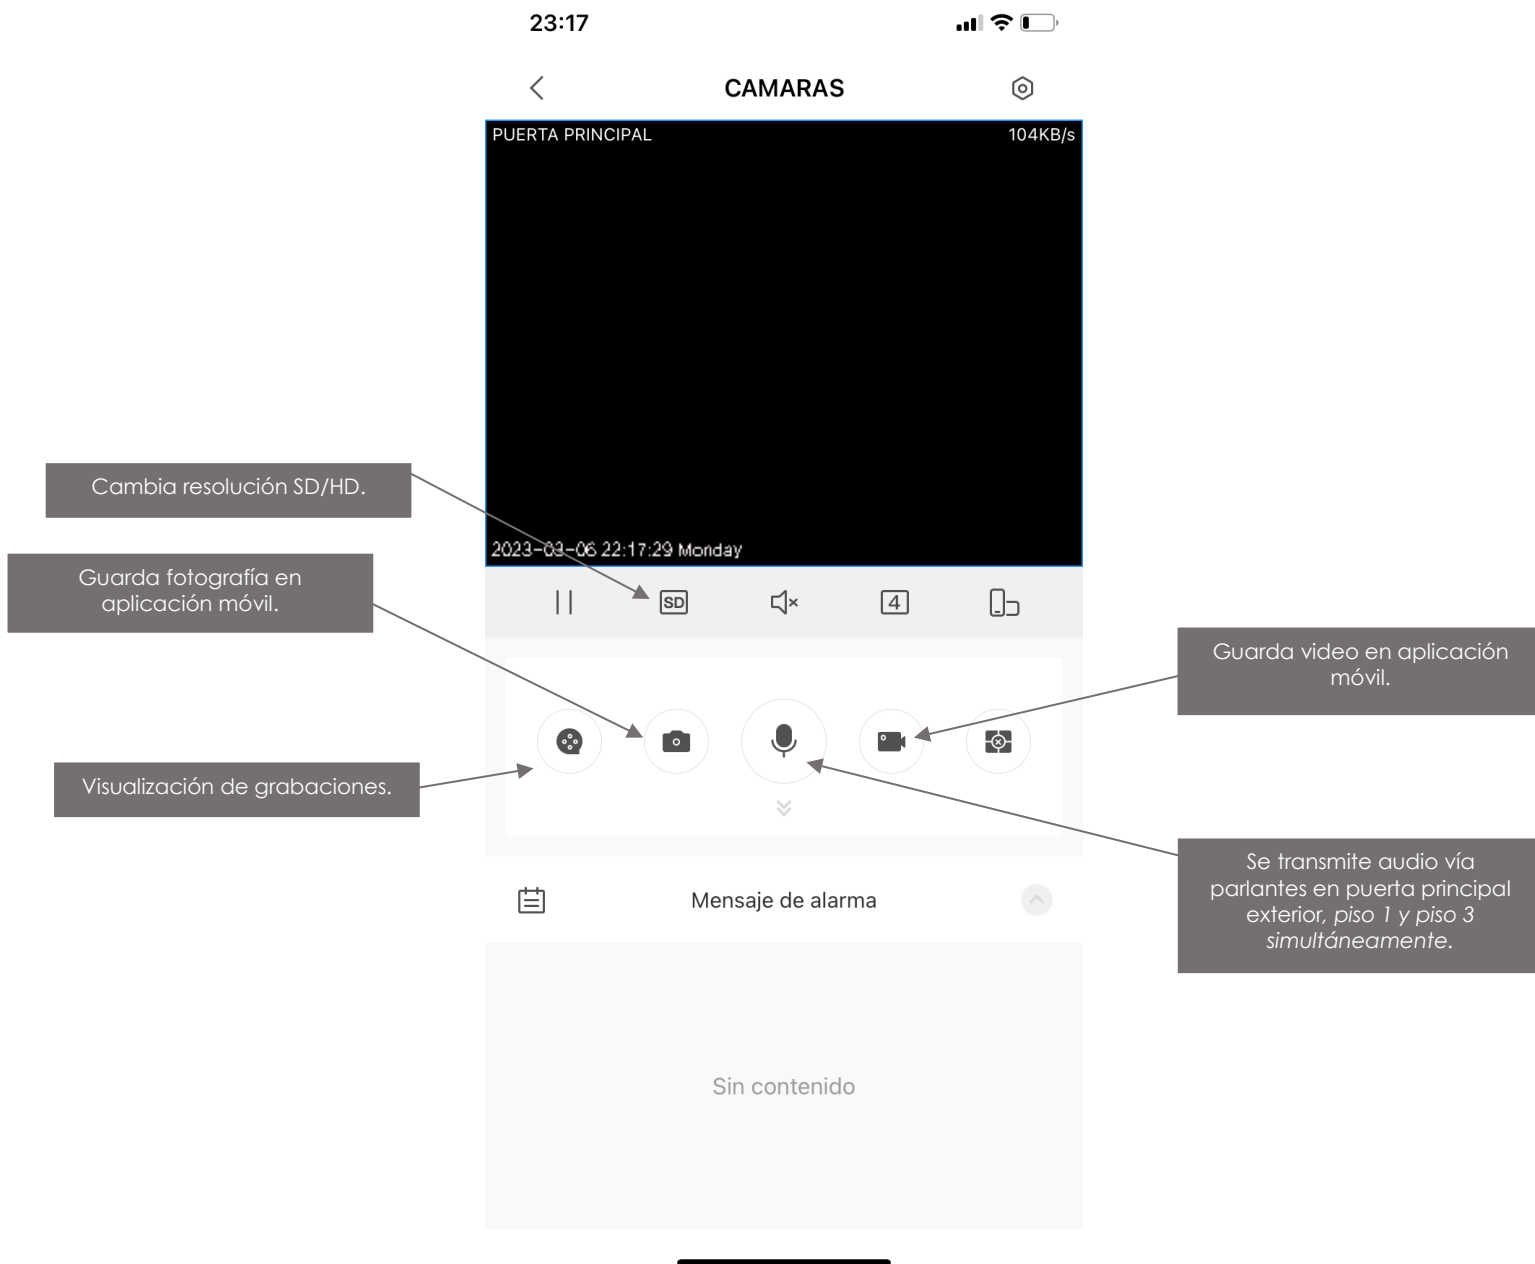 23:17
CAMARAS
PUERTA PRINCIPAL
104KB/s
Cambia resolución SD/HD.
2023-03-06 22:17:29 Monday
Guarda fotografía en
aplicación móvil.
SD
4
Guarda video en aplicación
móvil.
Visualización de grabaciones.
Se transmite audio vía
parlantes en puerta principal
exterior, piso 1 y piso 3
simultáneamente.
Mensaje de alarma
Sin contenido